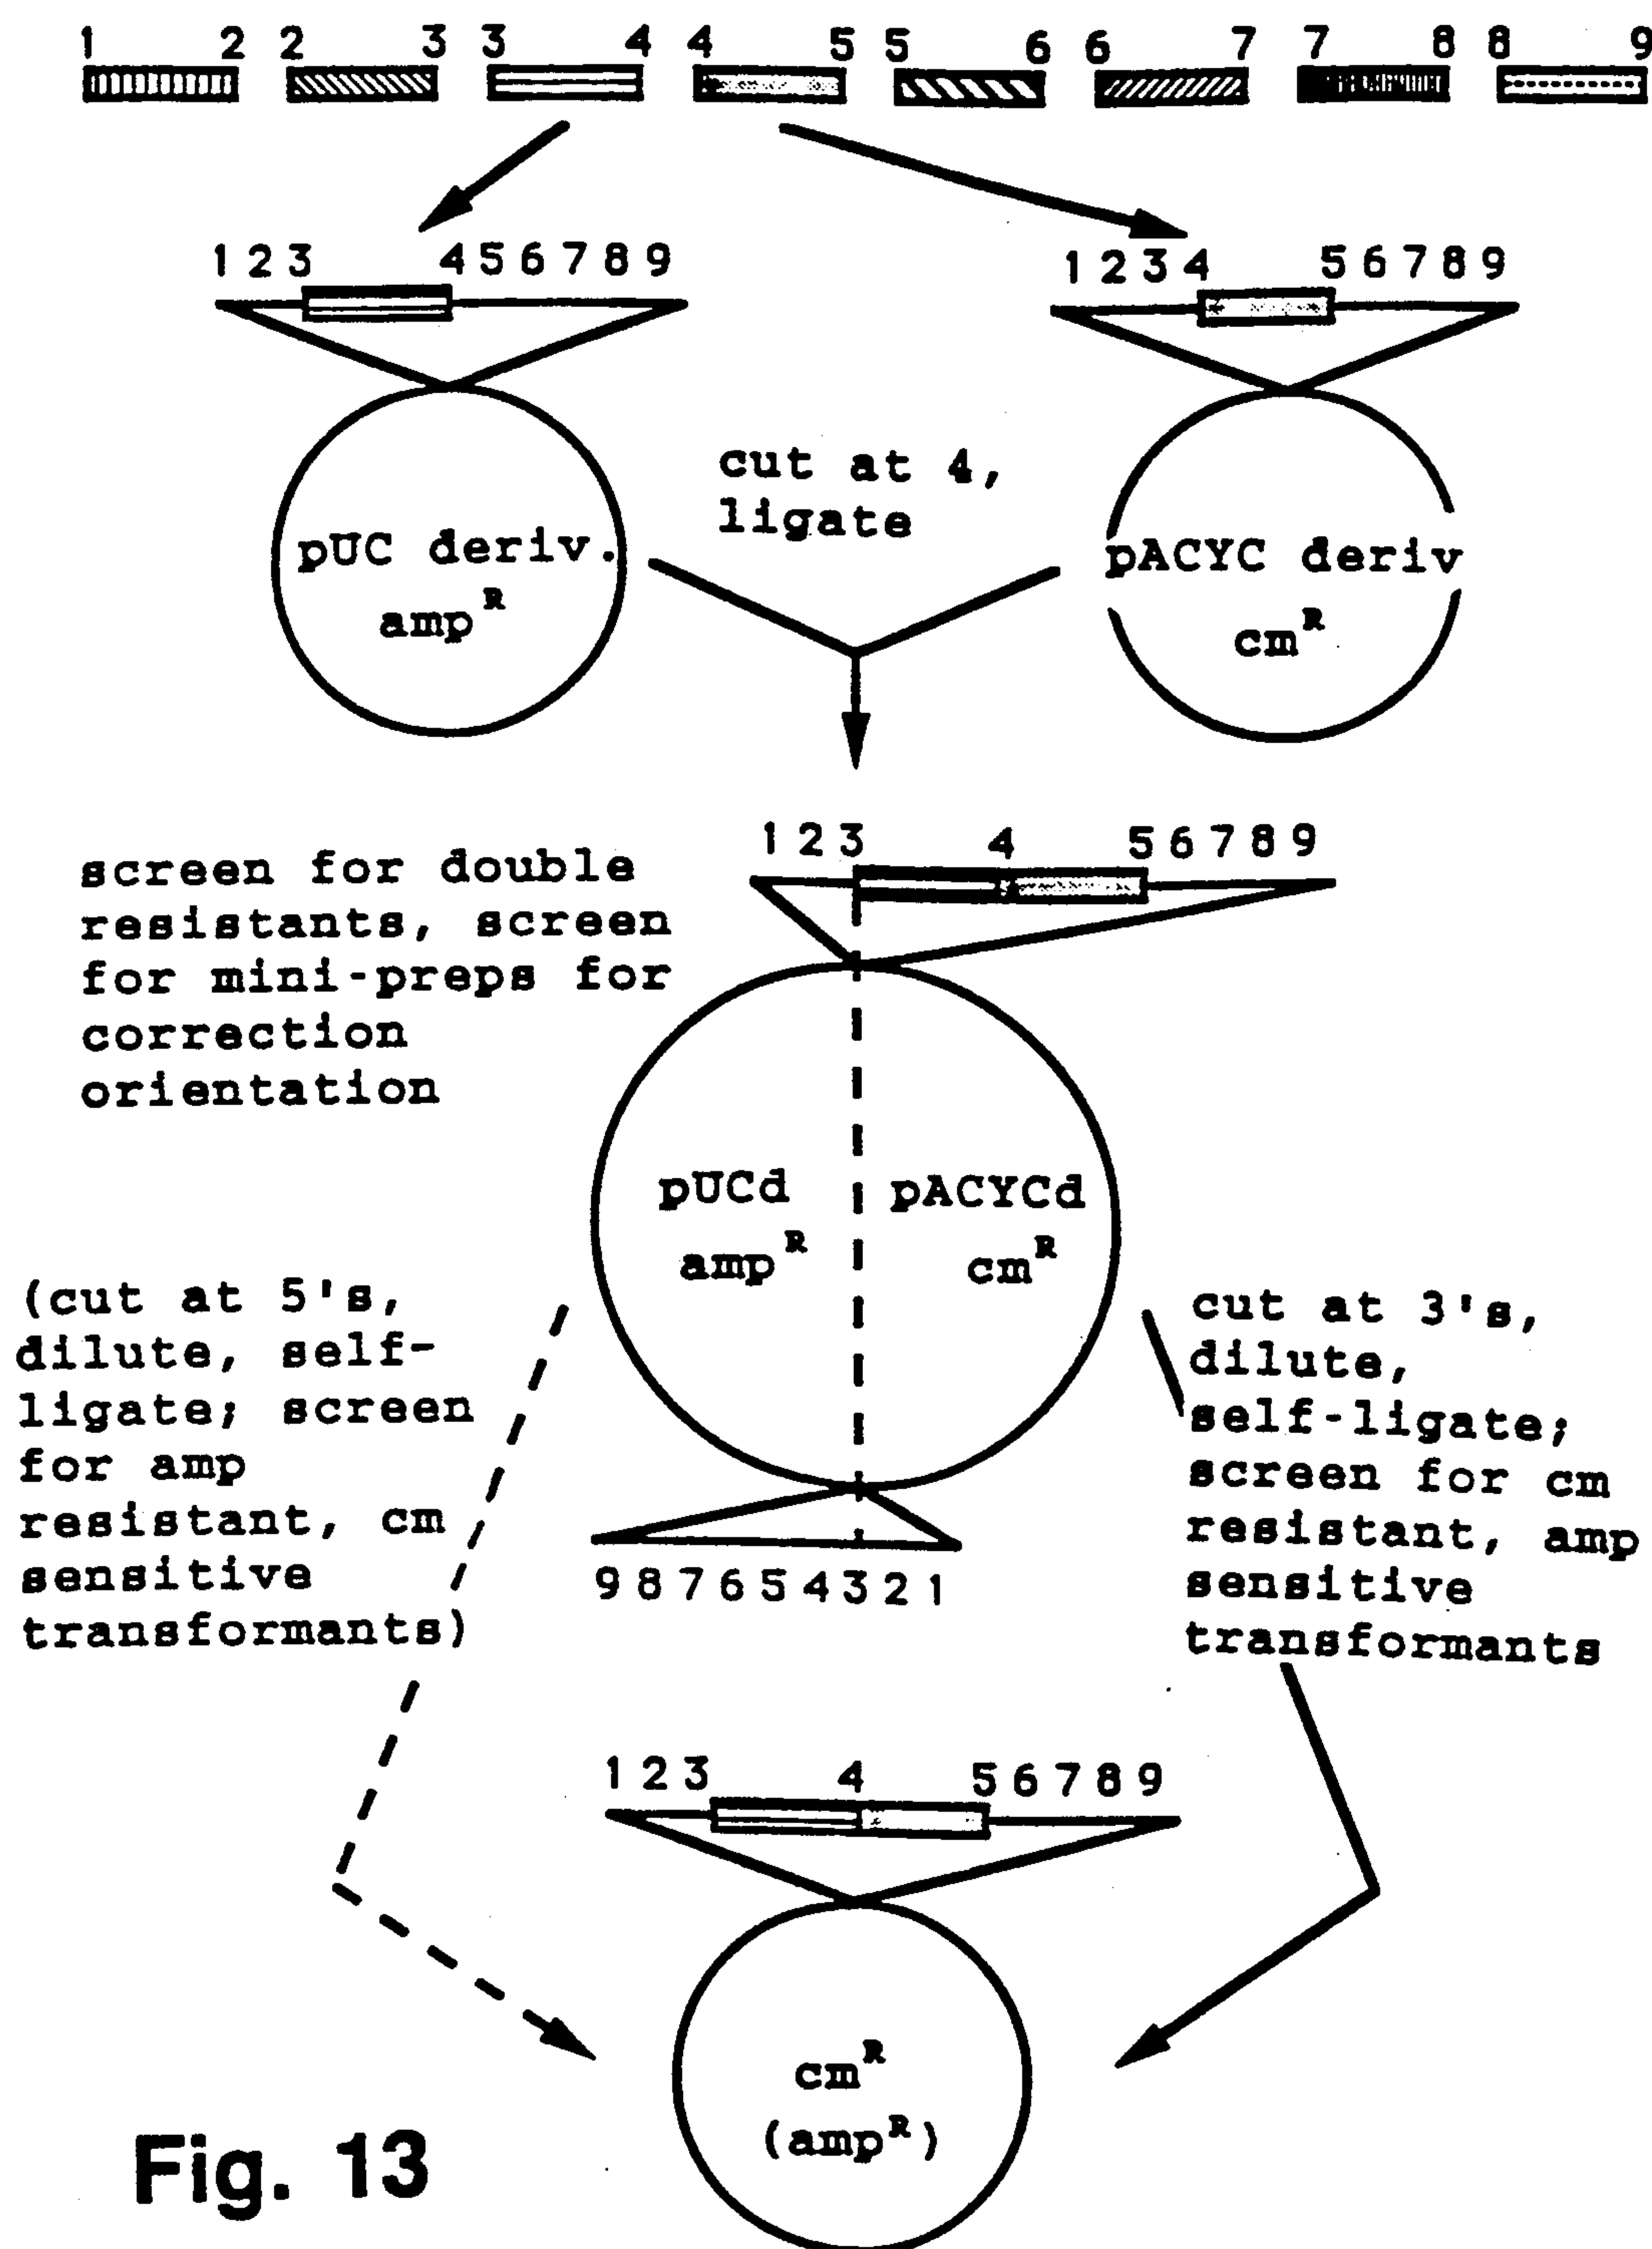 1 2 2 3 3 4 4 5 5 6 6 7 7 8 8 9
1 2 3 4 5 6 7 8 9
1 2 3 4 5 6 7 8 9
cut at 4,
ligate
pUC deriv.
amp^R
pACYC deriv
cm^R
1 2 3 4 5 6 7 8 9
screen for double
resistants, screen
for mini-preps for
correction
orientation
pUCd
amp^R
pACYCd
cm^R
(cut at 5's,
dilute, self-
ligate; screen
for amp
resistant, cm
sensitive
transformants)
cut at 3's,
dilute,
self-ligate;
screen for cm
resistant, amp
sensitive
transformants
9 8 7 6 5 4 3 2 1
1 2 3 4 5 6 7 8 9
cm^R
(amp^R)
Fig. 13